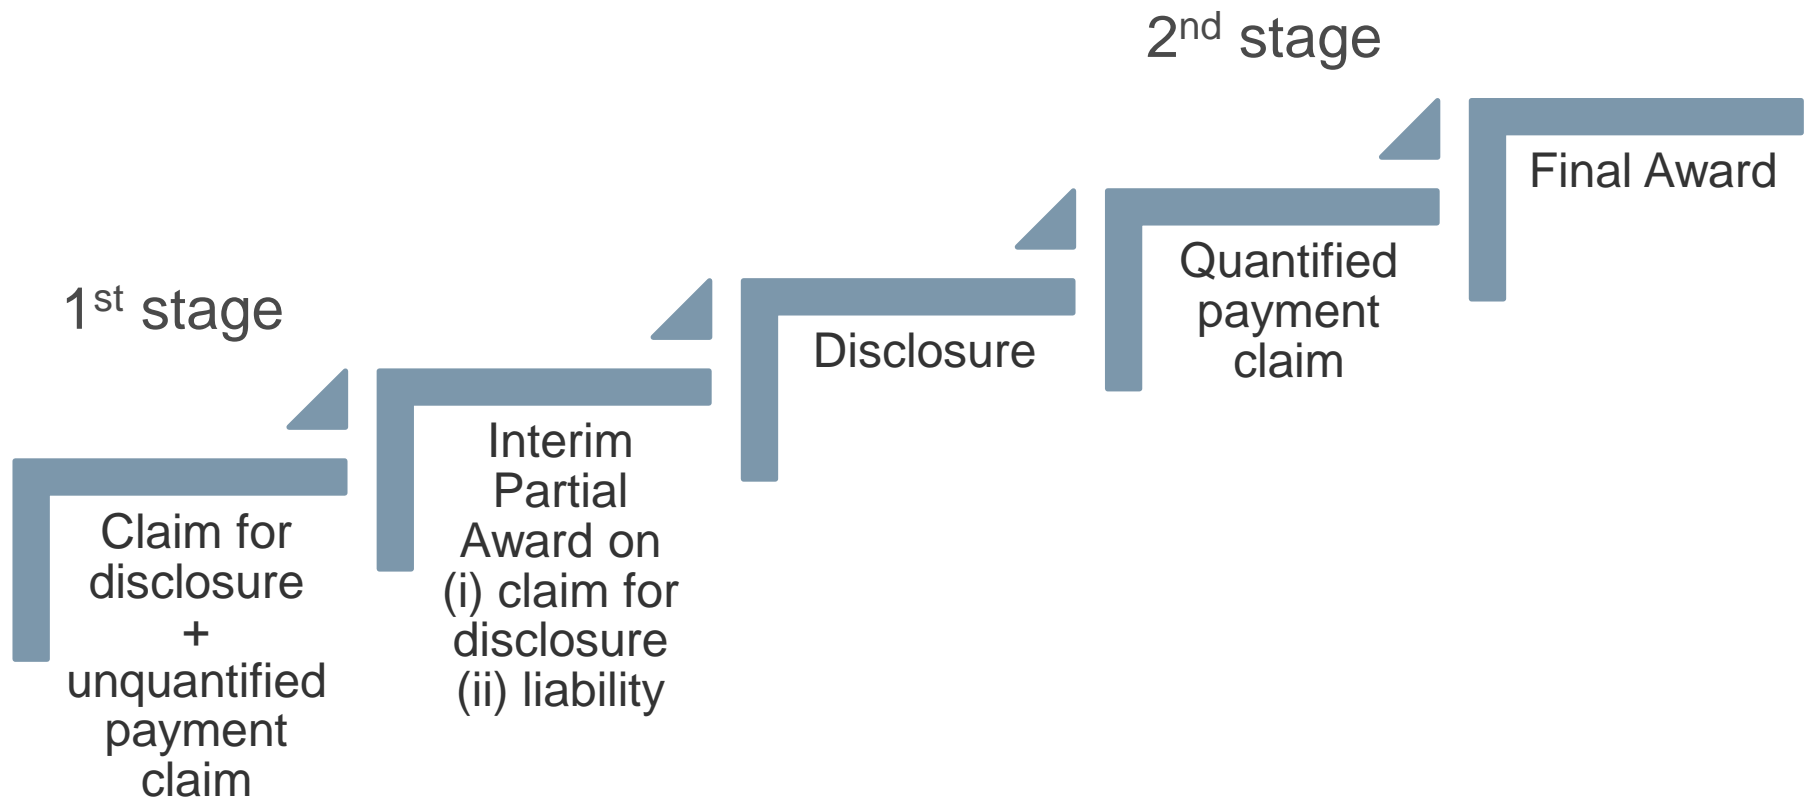 1st stage
Claim for
disclosure
+
unquantified
payment
claim
Interim
Partial
Award on
(i) claim for
disclosure
(ii) liability
Disclosure
2nd stage
Quantified
payment
claim
Final Award